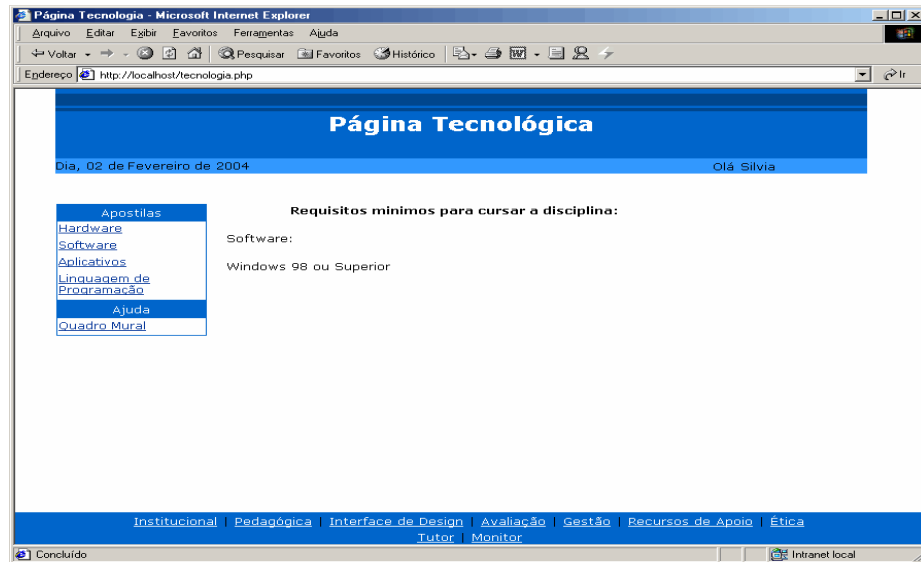 Página Tecnologia - Microsoft Internet Explorer
Arquivo Editar Exibir Favoritos Ferramentas Ajuda
Voltar Pesquisar Favoritos Histórico
Endereço http://localhost/tecnologia.php Ir
Página Tecnológica
Dia, 02 de Fevereiro de 2004 Olá Silvia
Apostilas
Hardware
Software
Aplicativos
Linguagem de
Programação
Ajuda
Quadro Mural
Requisitos minimos para cursar a disciplina:
Software:
Windows 98 ou Superior
Institucional | Pedagógica | Interface de Design | Avaliação | Gestão | Recursos de Apoio | Ética
Tutor | Monitor
Concluído Intranet local